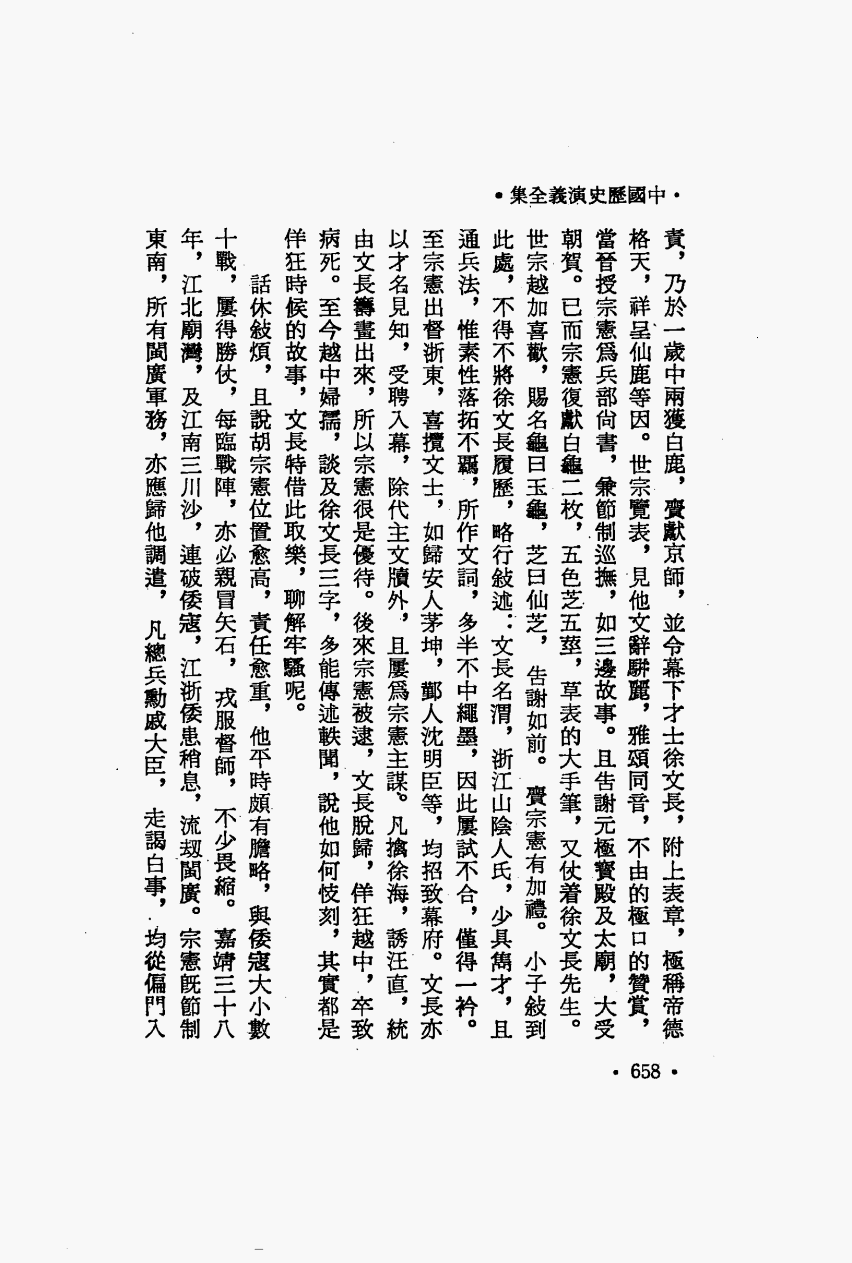 •中國歷史演義全集•
責，乃於一歲中兩獲白鹿，賫獻京師，並令幕下才士徐文長，附上表章，極稱帝德
格天，祥呈仙鹿等因。世宗覽表，見他文辭駢麗，雅頌同音，不由的極口的贊賞，
當晉授宗憲爲兵部尙書，兼節制巡撫，如三邊故事。且告謝元極寶殿及太廟，大受
朝賀。已而宗憲復獻白龜二枚，五色芝五莖，草表的大手筆，又仗着徐文長先生。
世宗越加喜歡，賜名龜曰玉龜，芝曰仙芝，告謝如前。賚宗憲有加禮。小子敍到
此處，不得不將徐文長履歷，略行敍述：文長名渭，浙江山陰人氏，少具雋才，且
通兵法，惟素性落拓不覊，所作文詞，多半不中繩墨，因此屢試不合，僅得一衿。
至宗憲出督浙東，喜攬文士，如歸安人茅坤，鄞人沈明臣等，均招致幕府。文長亦
以才名見知，受聘入幕，除代主文牘外，且屢爲宗憲主謀。凡擒徐海，誘汪直，統
由文長籌畫出來，所以宗憲很是優待。後來宗憲被逮，文長脫歸，佯狂越中，卒致
病死。至今越中婦孺，談及徐文長三字，多能傳述軼聞，說他如何忮刻，其實都是
佯狂時候的故事，文長特借此取樂，聊解牢騷呢。
話休敍煩，且說胡宗憲位置愈高，責任愈重，他平時頗有膽略，與倭寇大小數
十戰，屢得勝仗，每臨戰陣，亦必親冒矢石，戎服督師，不少畏縮。嘉靖三十八
年，江北廟灣，及江南三川沙，連破倭寇，江浙倭患稍息，流刼閩廣。宗憲旣節制
東南，所有閩廣軍務，亦應歸他調遣，凡總兵勳戚大臣，走謁白事，均從偏門入
•658•